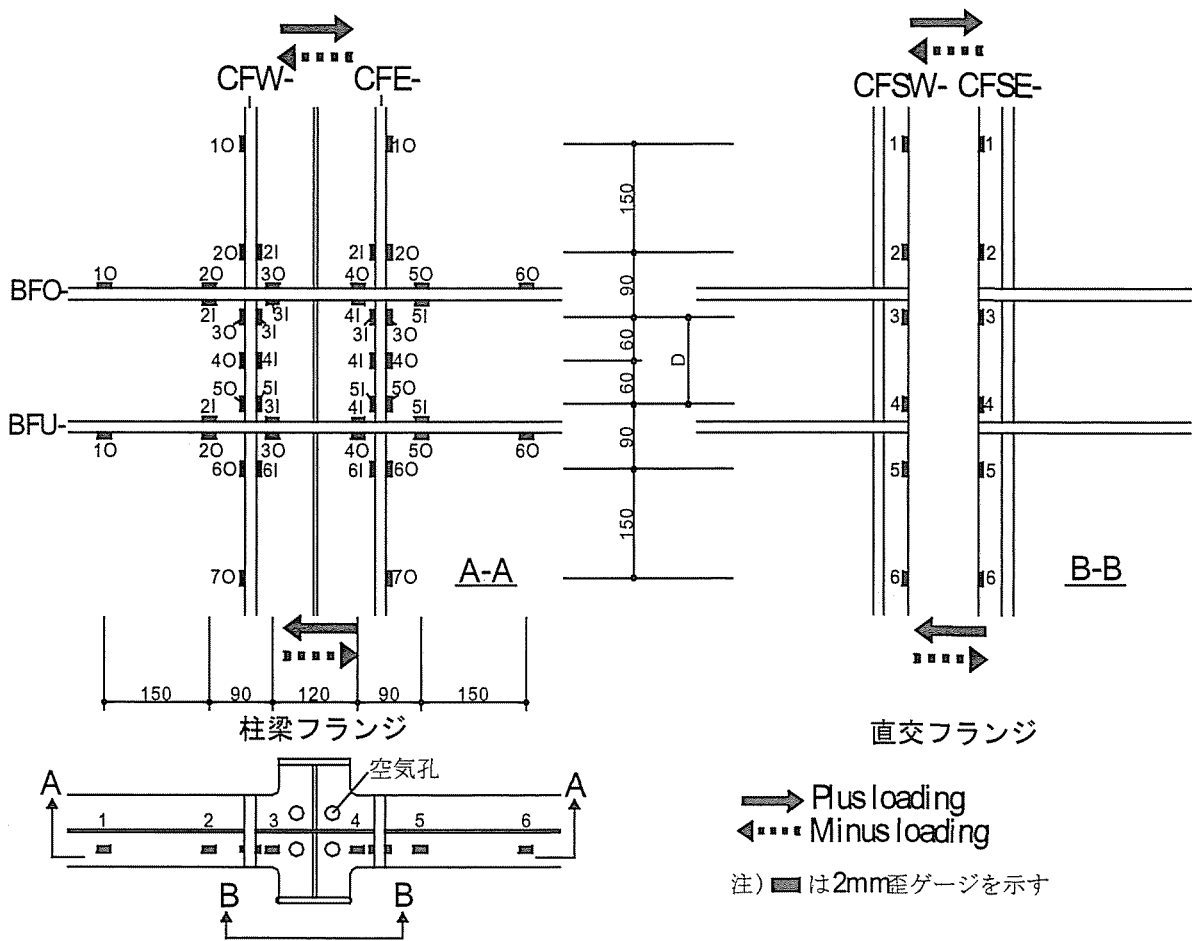 CFW- CFE-
CFSW- CFSE-
1O 1O
2O 2I 2I 2O
1O 2O 3O 4O 5O 6O
BFO-
2I 3I 4I 5I
3O 3I 3I 3O
4O 4I 4I 4O
5O 5I 5I 5O
2I 3I 4I 5I
BFU-
1O 2O 3O 4O 5O 6O
6O 6I 6I 6O
7O 7O
A-A
150
90
60
60
90
150
D
1 1
2 2
3 3
4 4
5 5
6 6
B-B
150 90 120 90 150
柱梁フランジ
直交フランジ
空気孔
A A
1 2 3 4 5 6
B B
Plus loading
Minus loading
注) は2mm歪ゲージを示す